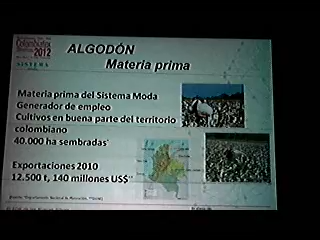 Colombiatex
2012
SISTEMA
ALGODÓN
Materia prima
Materia prima del Sistema Moda
Generador de empleo
Cultivos en buena parte del territorio
colombiano
40.000 ha sembradas*
Exportaciones 2010
12.500 t, 140 millones US$**